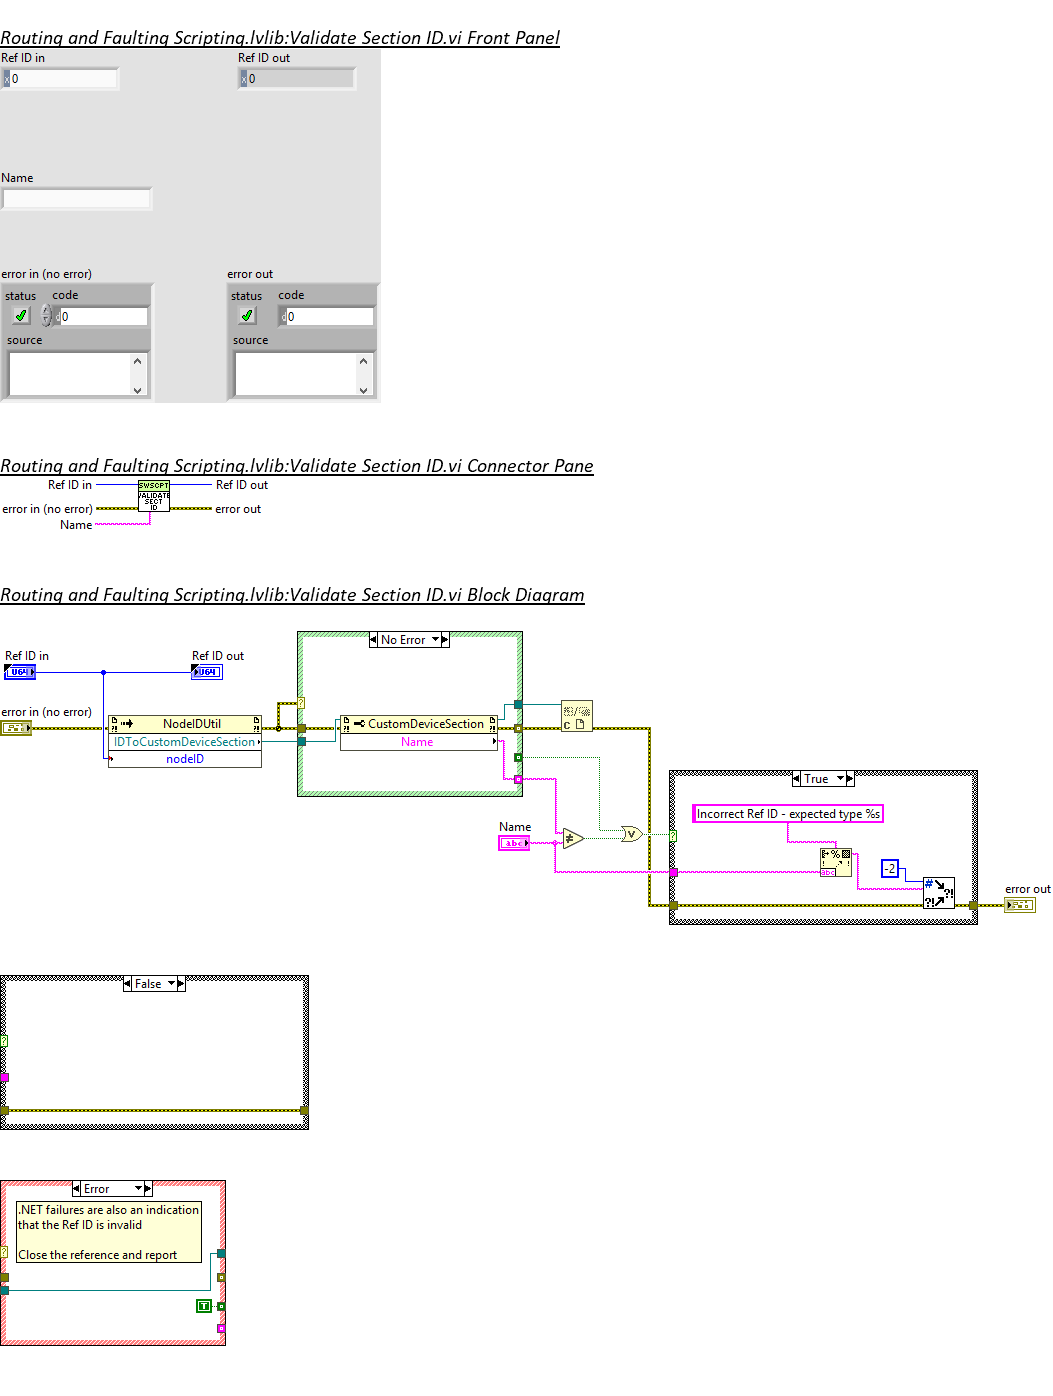 Routing and Faulting Scripting.lvlib:Validate Section ID.vi Front Panel
Ref ID in
Ref ID out
x 0
x 0
Name
error in (no error)
error out
status
code
status
code
d 0
d 0
source
source
Routing and Faulting Scripting.lvlib:Validate Section ID.vi Connector Pane
Ref ID in
SWSCPT
Ref ID out
VALIDATE
error in (no error)
SECT
error out
ID
Name
Routing and Faulting Scripting.lvlib:Validate Section ID.vi Block Diagram
No Error
Ref ID in
Ref ID out
U64
U64
error in (no error)
NodeIDUtil
CustomDeviceSection
IDToCustomDeviceSection
Name
nodeID
True
Incorrect Ref ID - expected type %s
Name
abc
abc
-2
error out
False
Error
.NET failures are also an indication
that the Ref ID is invalid
Close the reference and report
T